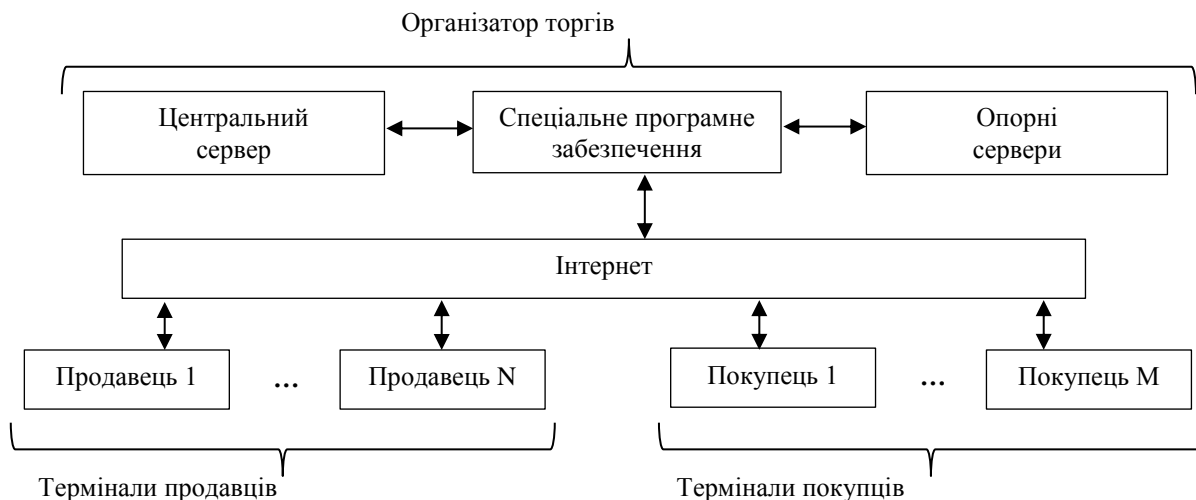 Організатор торгів
Центральний
сервер
Спеціальне програмне
забезпечення
Опорні
сервери
Інтернет
Продавець 1
...
Продавець N
Покупець 1
...
Покупець M
Термінали продавців
Термінали покупців